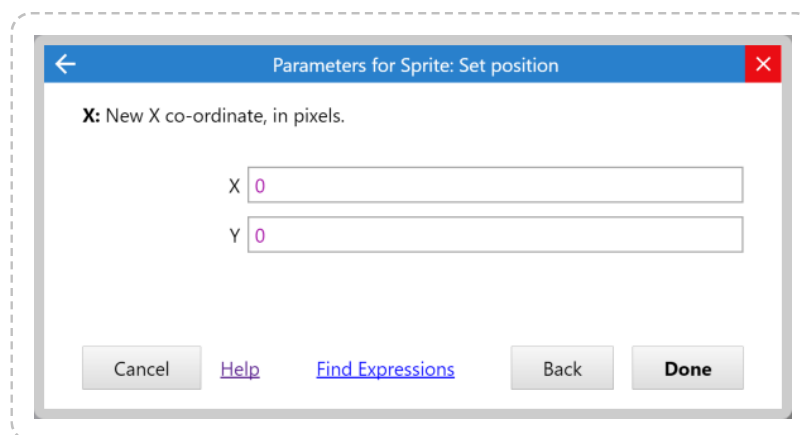 Parameters for Sprite: Set position
X: New X co-ordinate, in pixels.
X 0
Y 0
Cancel Help Find Expressions Back Done